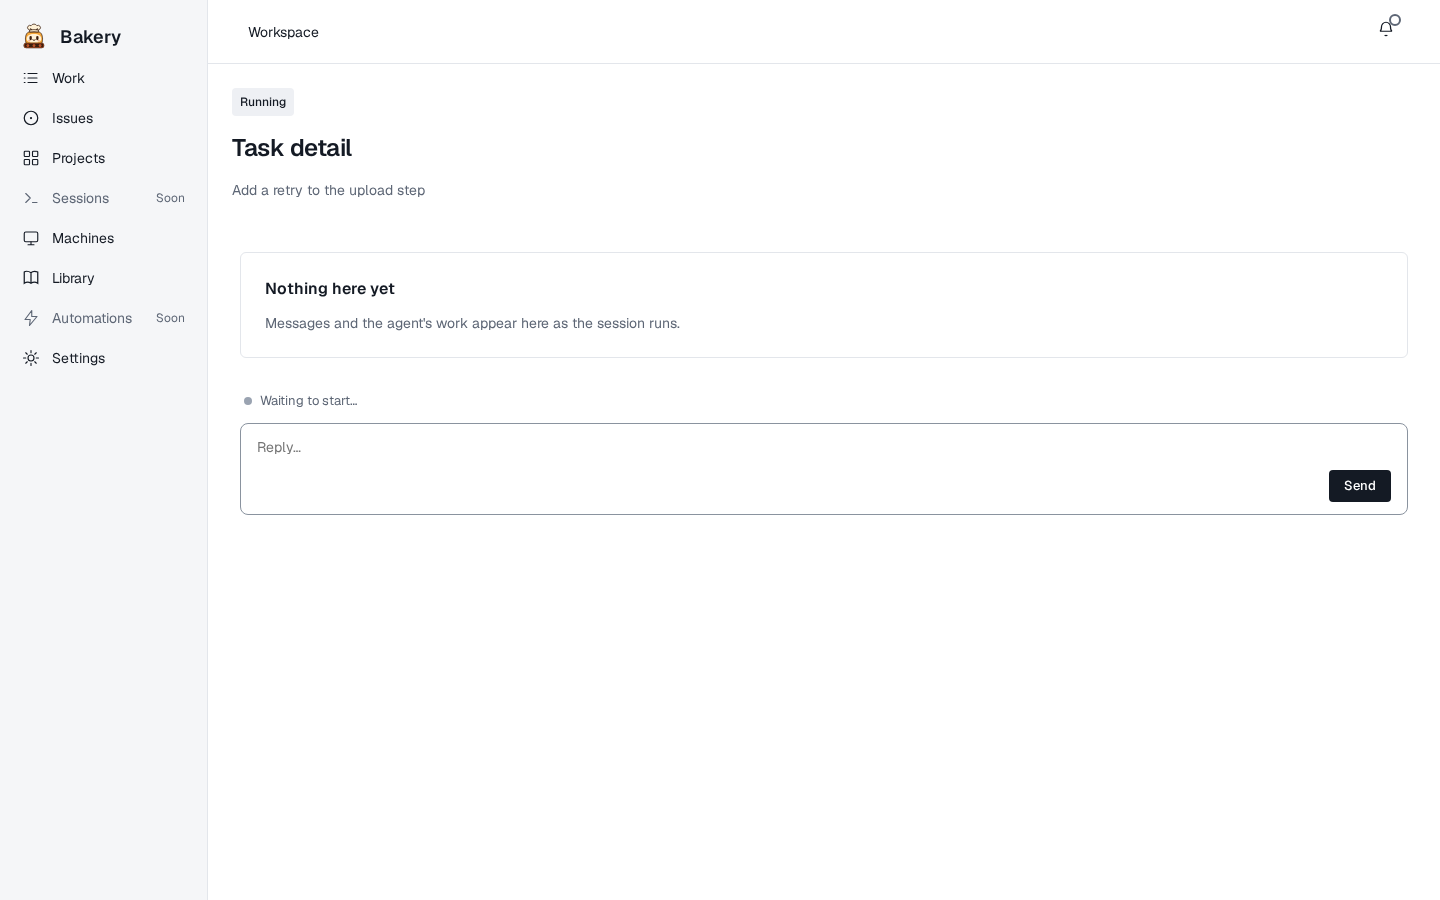 Bakery
Work
Issues
Projects
Sessions Soon
Machines
Library
Automations Soon
Settings
Workspace
Running
Task detail
Add a retry to the upload step
Nothing here yet
Messages and the agent's work appear here as the session runs.
Waiting to start…
Reply…
Send